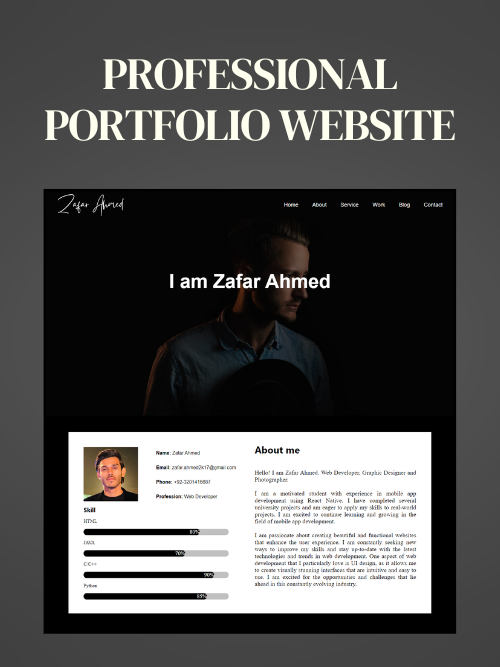 PROFESSIONAL
PORTFOLIO WEBSITE
Zafar Ahmed
Home About Service Work Blog Contact
I am Zafar Ahmed
Name: Zafar Ahmed
Email: zafar.ahmed2k17@gmail.com
Phone:
Profession: Web Developer
Skill
HTML
80%
JAVA
70%
C/C++
90%
Python
85%
About me
Hello! I am Zafar Ahmed. Web Developer, Graphic Designer and
Photographer.
I am a motivated student with experience in mobile app
development using React Native. I have completed several
university projects and am eager to apply my skills to real-world
projects. I am excited to continue learning and growing in the
field of mobile app development.
I am passionate about creating beautiful and functional websites
that enhance the user experience. I am constantly seeking new
ways to improve my skills and stay up-to-date with the latest
technologies and trends in web development. One aspect of web
development that I particularly love is UI design, as it allows me
to create visually stunning interfaces that are intuitive and easy to
use. I am excited for the opportunities and challenges that lie
ahead in this constantly evolving industry.